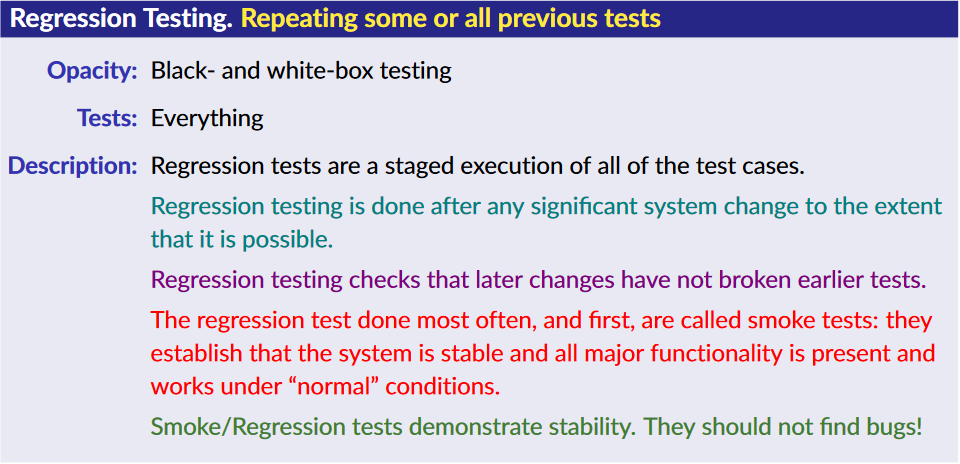 Regression Testing. Repeating some or all previous tests
Opacity: Black- and white-box testing
Tests: Everything
Description: Regression tests are a staged execution of all of the test cases.
Regression testing is done after any significant system change to the extent
that it is possible.
Regression testing checks that later changes have not broken earlier tests.
The regression test done most often, and first, are called smoke tests: they
establish that the system is stable and all major functionality is present and
works under “normal” conditions.
Smoke/Regression tests demonstrate stability. They should not find bugs!